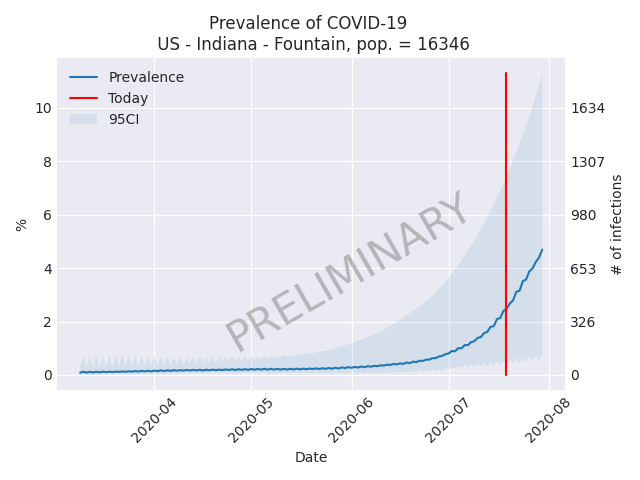 Prevalence of COVID-19
US - Indiana - Fountain, pop. = 16346
Prevalence
Today
95CI
10
8
6
4
2
0
%
1634
1307
980
653
326
0
# of infections
PRELIMINARY
2020-04
2020-05
2020-06
2020-07
2020-08
Date